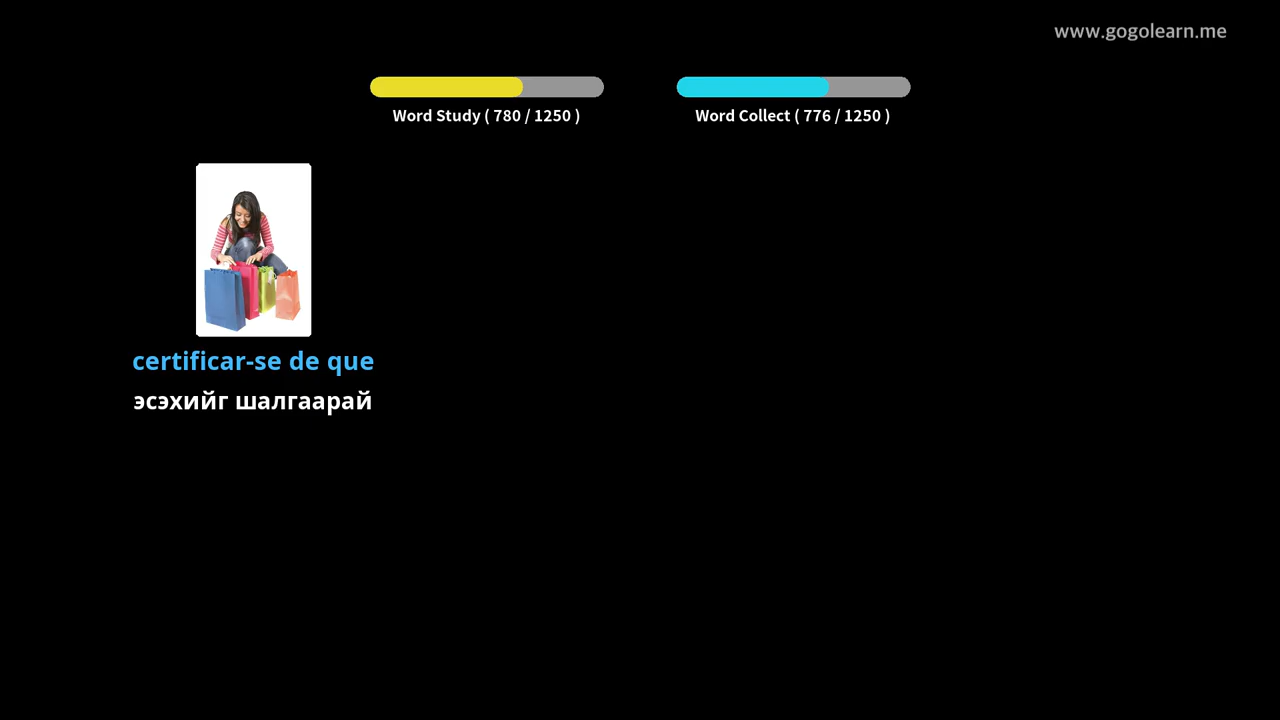 www.gogolearn.me
Word Study ( 780 / 1250 )
Word Collect ( 776 / 1250 )
certificar-se de que
эсэхийг шалгаарай